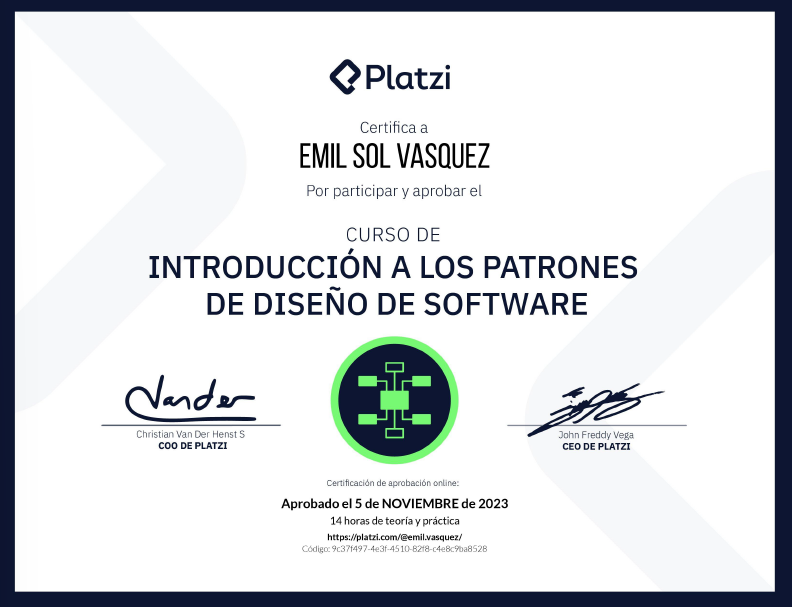 Platzi
Certifica a
EMIL SOL VASQUEZ
Por participar y aprobar el
CURSO DE
INTRODUCCIÓN A LOS PATRONES
DE DISEÑO DE SOFTWARE
Vander
Christian Van Der Henst S
COO DE PLATZI
John Freddy Vega
CEO DE PLATZI
Certificación de aprobación online:
Aprobado el 5 de NOVIEMBRE de 2023
14 horas de teoría y práctica
https://platzi.com/@emil.vasquez/
Código: 9c37f497-4e3f-4510-82f8-c4e8c9ba8528